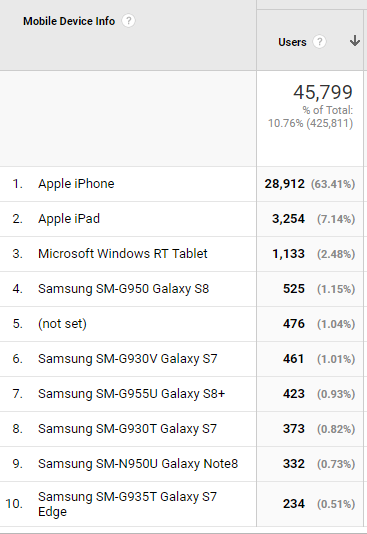 Mobile Device Info ?
Users ?
45,799
% of Total:
10.76% (425,811)
1. Apple iPhone 28,912 (63.41%)
2. Apple iPad 3,254 (7.14%)
3. Microsoft Windows RT Tablet 1,133 (2.48%)
4. Samsung SM-G950 Galaxy S8 525 (1.15%)
5. (not set) 476 (1.04%)
6. Samsung SM-G930V Galaxy S7 461 (1.01%)
7. Samsung SM-G955U Galaxy S8+ 423 (0.93%)
8. Samsung SM-G930T Galaxy S7 373 (0.82%)
9. Samsung SM-N950U Galaxy Note8 332 (0.73%)
10. Samsung SM-G935T Galaxy S7
Edge 234 (0.51%)